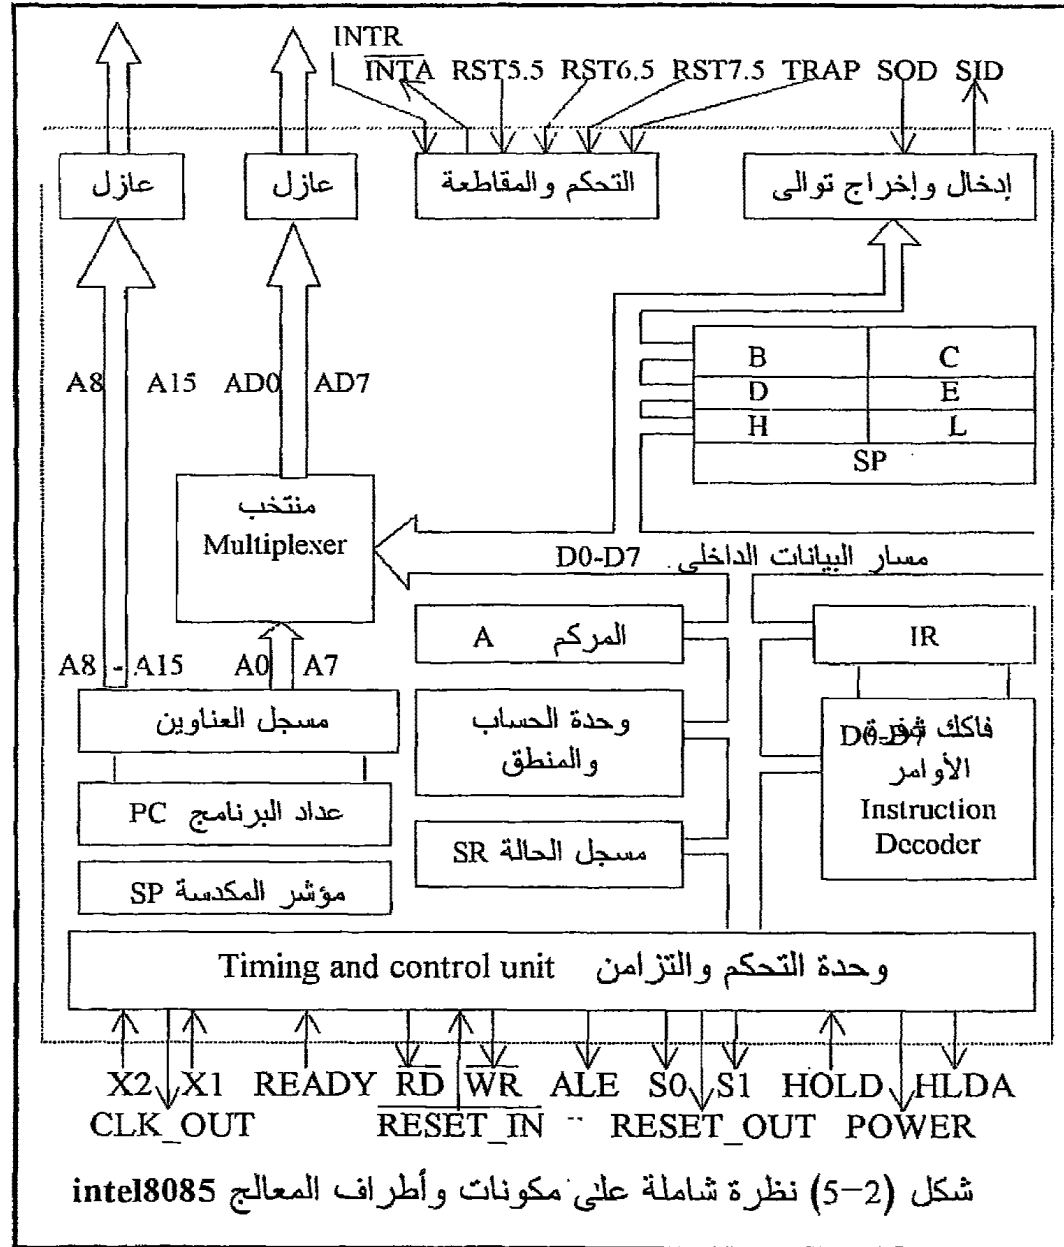 INTR
INTA RST5.5 RST6.5 RST7.5 TRAP SOD SID
عازل
عازل
التحكم والمقاطعة
إدخال وإخراج توالى
B C
D E
H L
SP
A8 A15 AD0 AD7
منتخب
Multiplexer
مسار البيانات الداخلى. D0-D7
المركم A
IR
A8 - A15 A0 A7
مسجل العناوين
وحدة الحساب
والمنطق
فاكك شفرة
D0-D7
الأوامر
Instruction
Decoder
عداد البرنامج PC
مسجل الحالة SR
مؤشر المكدسة SP
وحدة التحكم والتزامن Timing and control unit
X2 X1 READY RD WR ALE S0 S1 HOLD HLDA
CLK_OUT RESET_IN RESET_OUT POWER
شكل (2-5) نظرة شاملة على مكونات وأطراف المعالج intel8085